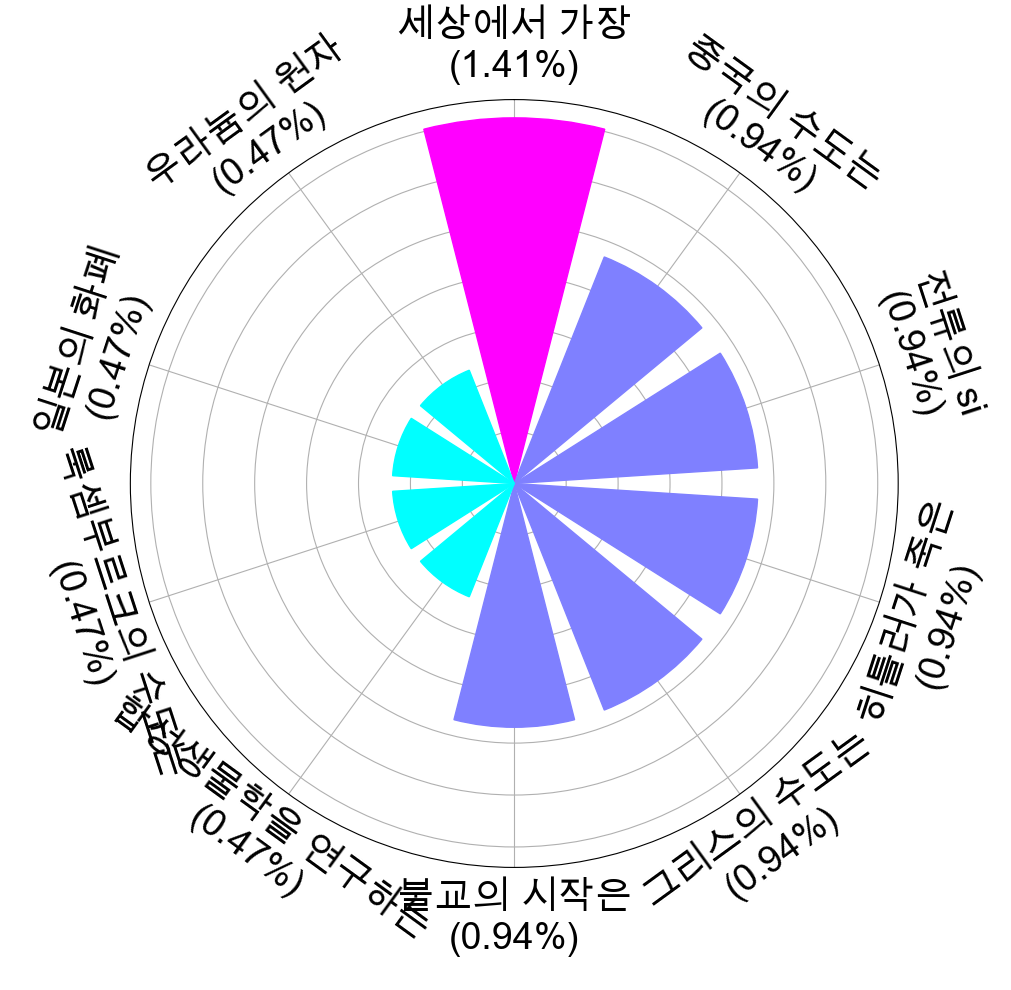 세상에서 가장
(1.41%)
중국의 수도는
(0.94%)
전류의 si
(0.94%)
히틀러가 죽은
(0.94%)
그리스의 수도는
(0.94%)
불교의 시작은
(0.94%)
합성생물학을 연구하는
(0.47%)
룩셈부르크의 수도는
(0.47%)
일본의 화폐
(0.47%)
우라늄의 원자
(0.47%)